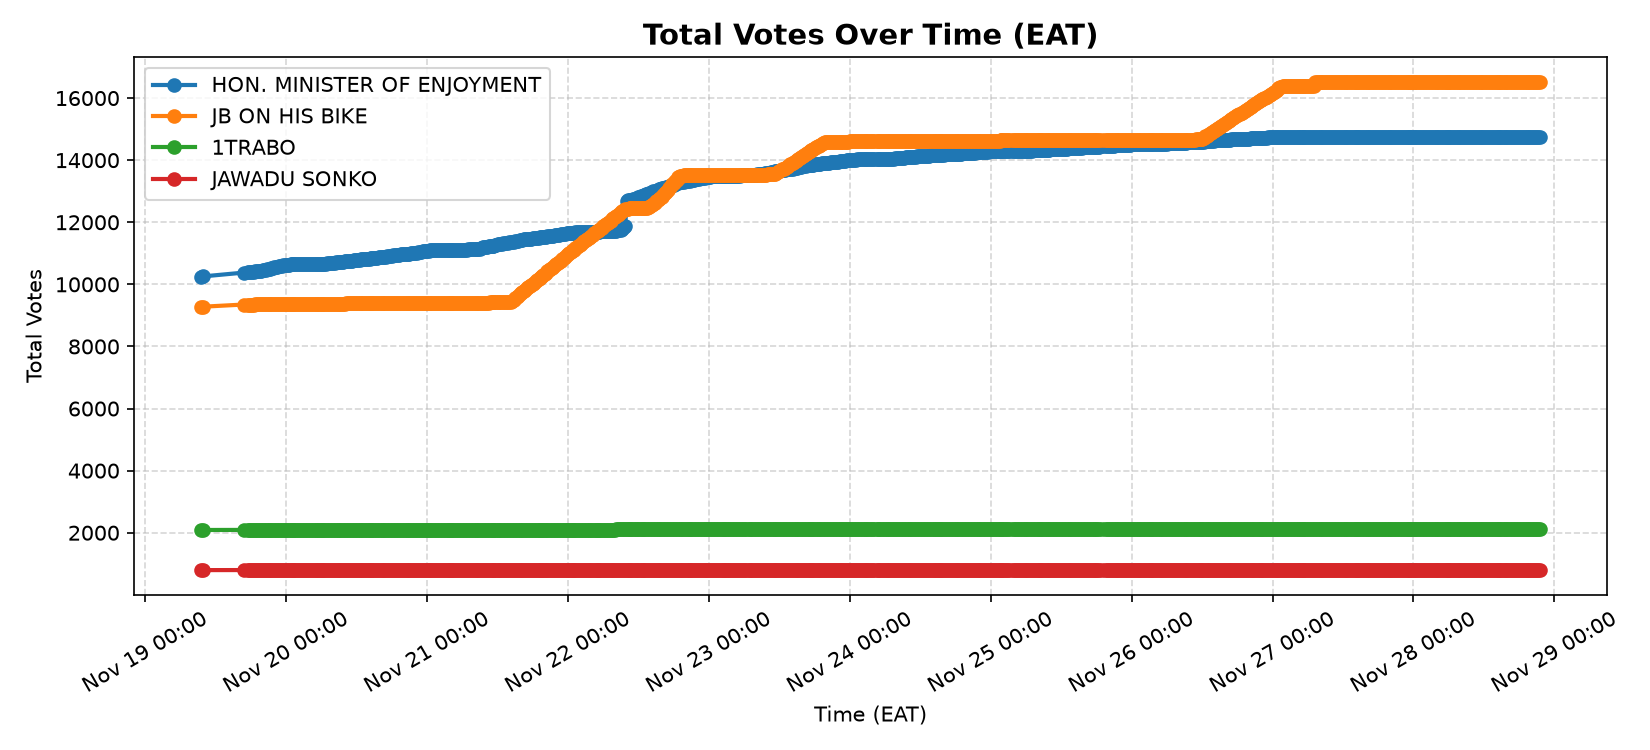 Total Votes Over Time (EAT)
HON. MINISTER OF ENJOYMENT
JB ON HIS BIKE
1TRABO
JAWADU SONKO
Total Votes
16000
14000
12000
10000
8000
6000
4000
2000
Nov 19 00:00
Nov 20 00:00
Nov 21 00:00
Nov 22 00:00
Nov 23 00:00
Nov 24 00:00
Nov 25 00:00
Nov 26 00:00
Nov 27 00:00
Nov 28 00:00
Nov 29 00:00
Time (EAT)